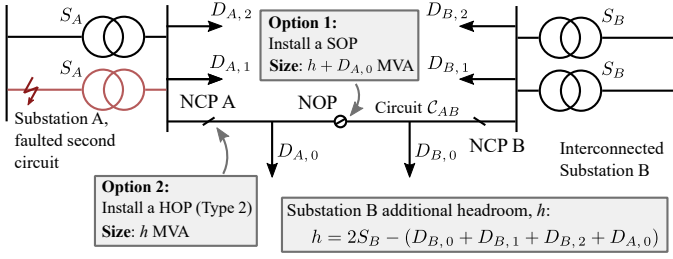 S_A
D_{A,2}
Option 1:
Install a SOP
Size: h + D_{A,0} MVA
D_{B,2}
S_B
S_A
D_{A,1}
D_{B,1}
S_B
NCP A
NOP
Circuit C_{AB}
Substation A,
faulted second
circuit
D_{A,0}
D_{B,0}
NCP B
Interconnected
Substation B
Option 2:
Install a HOP (Type 2)
Size: h MVA
Substation B additional headroom, h:
h = 2S_B − (D_{B,0} + D_{B,1} + D_{B,2} + D_{A,0})